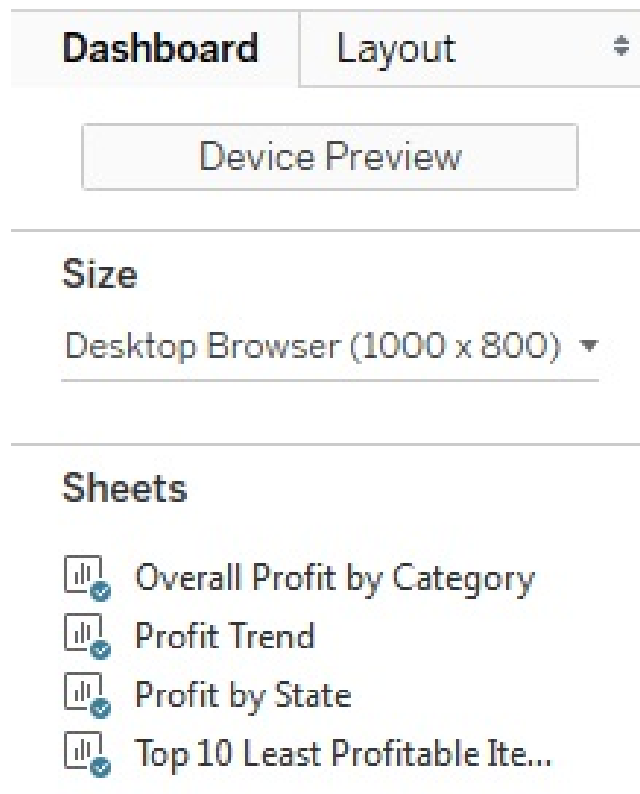 Dashboard Layout
Device Preview
Size
Desktop Browser (1000 x 800)
Sheets
Overall Profit by Category
Profit Trend
Profit by State
Top 10 Least Profitable Ite...